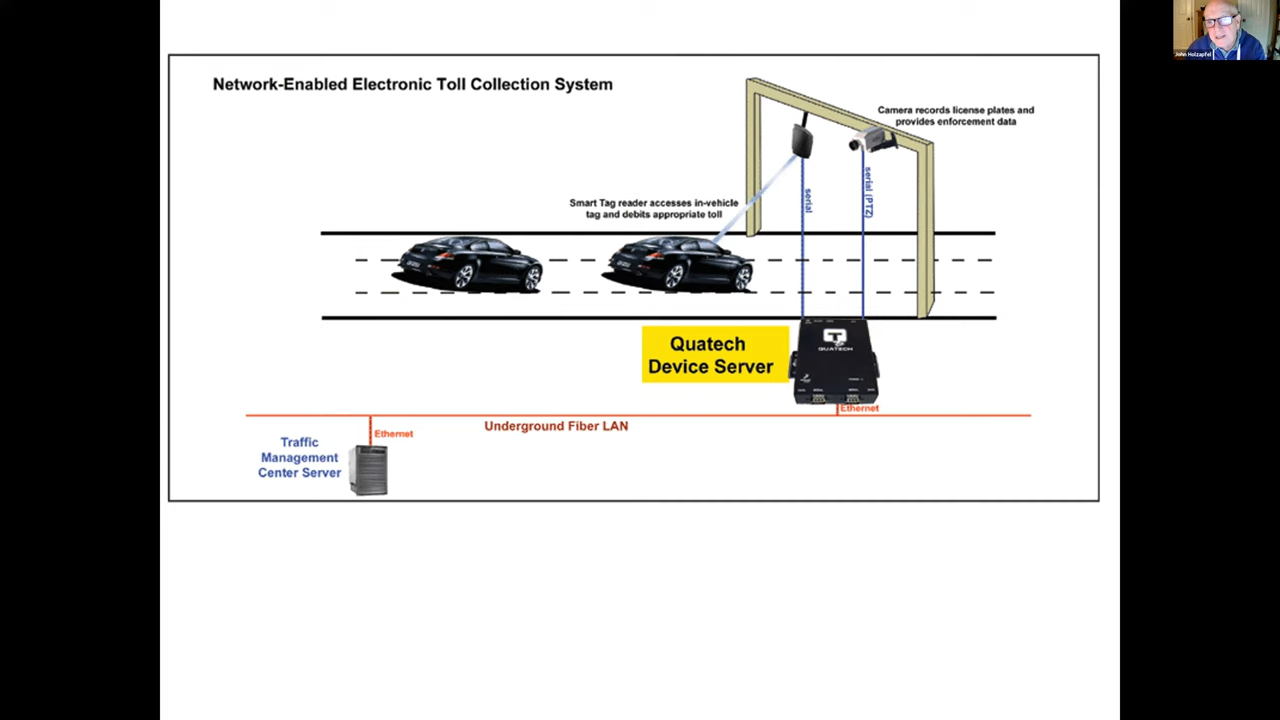 John Holzapfel
Network-Enabled Electronic Toll Collection System
Camera records license plates and
provides enforcement data
Smart Tag reader accesses in-vehicle
tag and debits appropriate toll
serial
serial (PTZ)
Quatech
Device Server
QUATECH
Ethernet
Underground Fiber LAN
Ethernet
Traffic
Management
Center Server